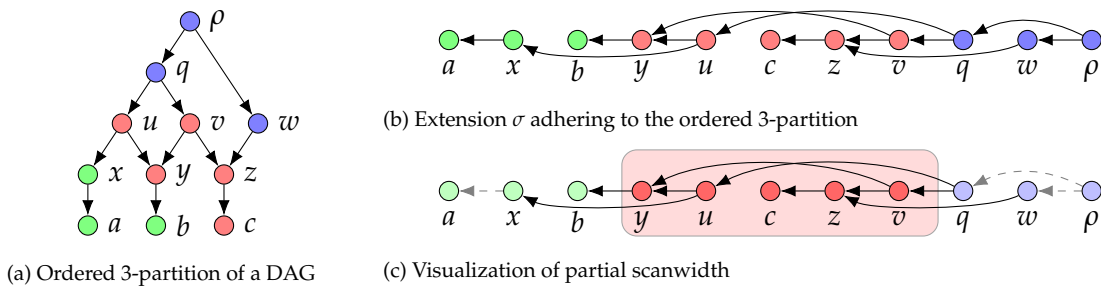 ρ
q
u v w
x y z
a b c
(a) Ordered 3-partition of a DAG
a x b y u c z v q w ρ
(b) Extension σ adhering to the ordered 3-partition
a x b y u c z v q w ρ
(c) Visualization of partial scanwidth